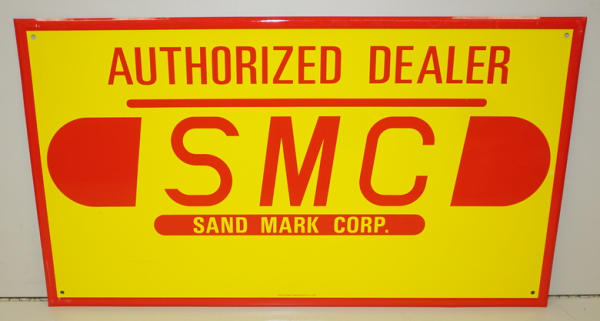 AUTHORIZED DEALER
SMC
SAND MARK CORP.